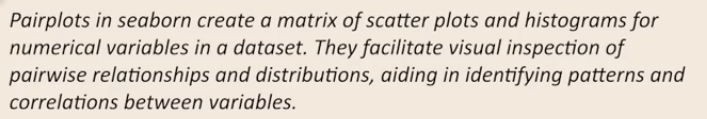 Pairplots in seaborn create a matrix of scatter plots and histograms for
numerical variables in a dataset. They facilitate visual inspection of
pairwise relationships and distributions, aiding in identifying patterns and
correlations between variables.